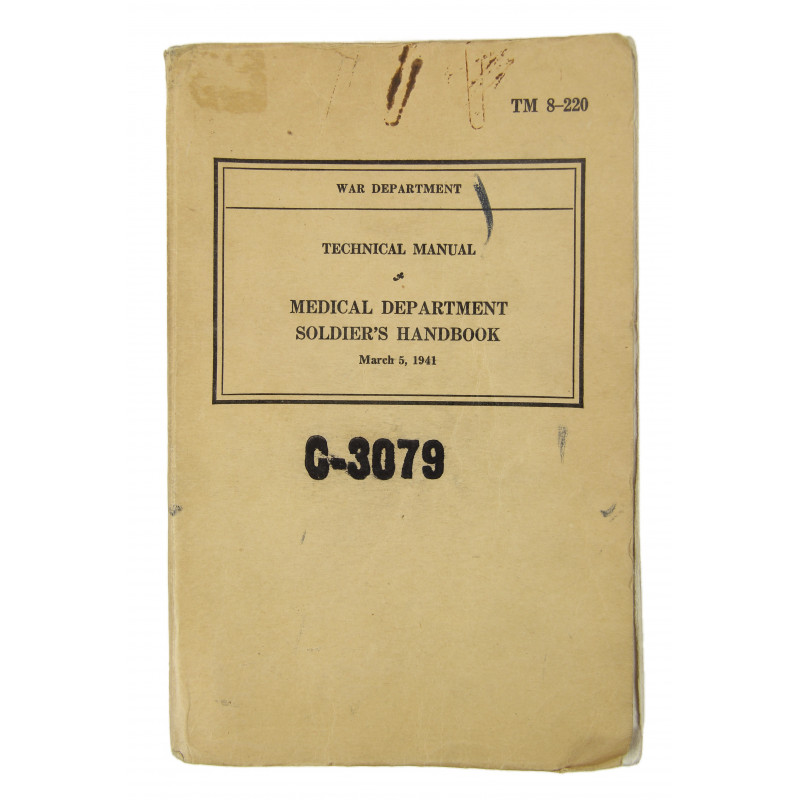 TM 8–220
WAR DEPARTMENT
TECHNICAL MANUAL
MEDICAL DEPARTMENT
SOLDIER'S HANDBOOK
March 5, 1941
C-3079